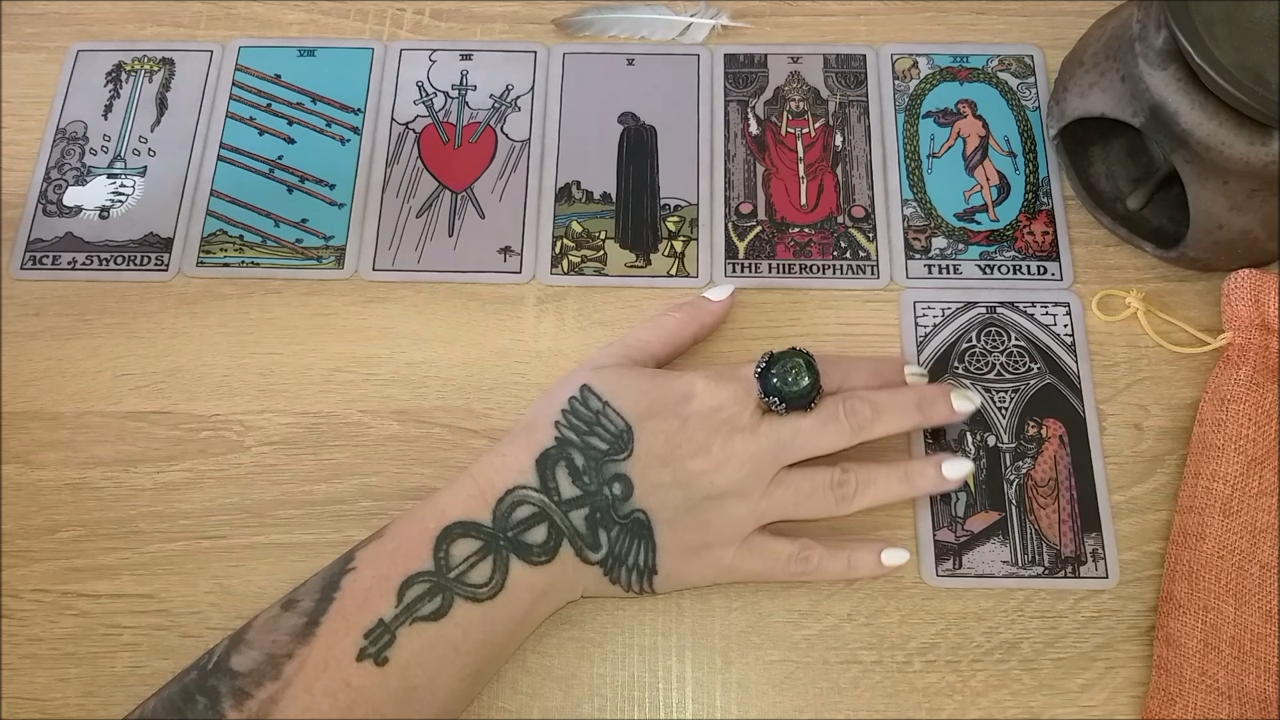 ACE of SWORDS.
VIII
III
V
V
THE HIEROPHANT
XXI
THE WORLD.